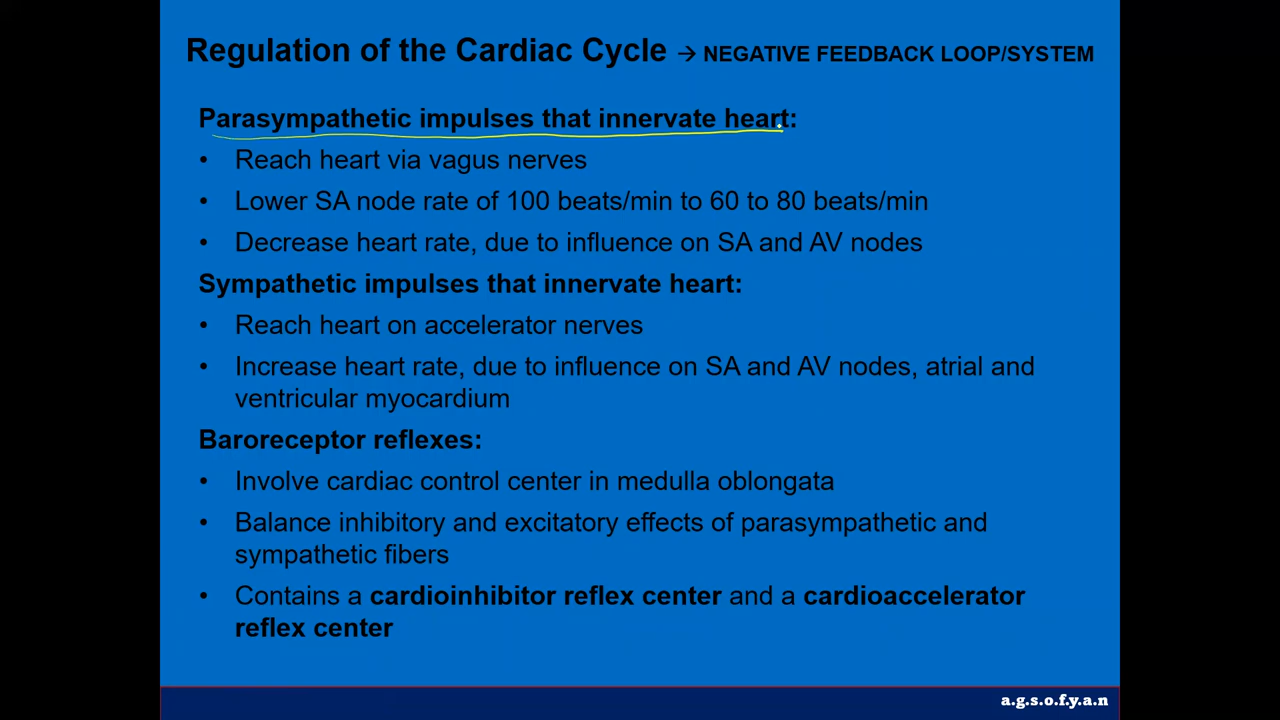 Regulation of the Cardiac Cycle → NEGATIVE FEEDBACK LOOP/SYSTEM
Parasympathetic impulses that innervate heart:
• Reach heart via vagus nerves
• Lower SA node rate of 100 beats/min to 60 to 80 beats/min
• Decrease heart rate, due to influence on SA and AV nodes
Sympathetic impulses that innervate heart:
• Reach heart on accelerator nerves
• Increase heart rate, due to influence on SA and AV nodes, atrial and
ventricular myocardium
Baroreceptor reflexes:
• Involve cardiac control center in medulla oblongata
• Balance inhibitory and excitatory effects of parasympathetic and
sympathetic fibers
• Contains a cardioinhibitor reflex center and a cardioaccelerator
reflex center
a.g.s.o.f.y.a.n